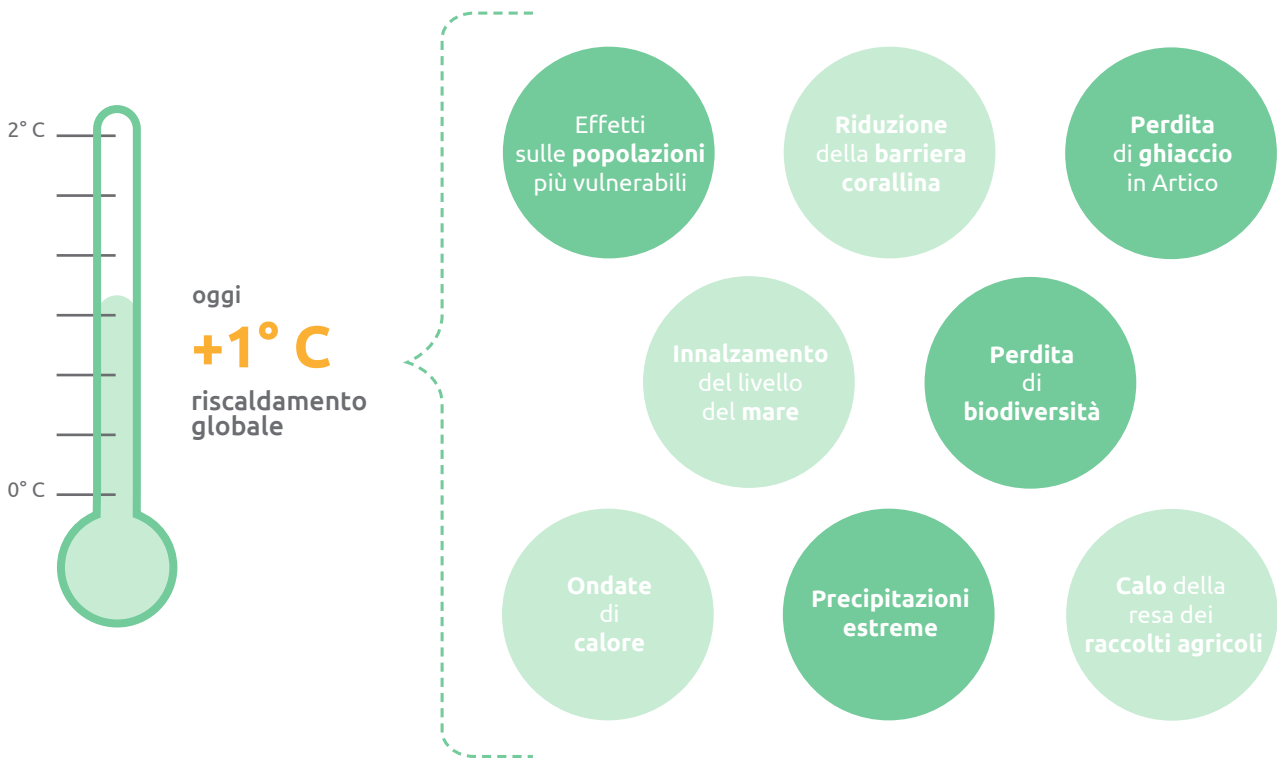 2° C
0° C
oggi
+1° C
riscaldamento
globale
Effetti
sulle popolazioni
più vulnerabili
Riduzione
della barriera
corallina
Perdita
di ghiaccio
in Artico
Innalzamento
del livello
del mare
Perdita
di
biodiversità
Ondate
di
calore
Precipitazioni
estreme
Calo della
resa dei
raccolti agricoli